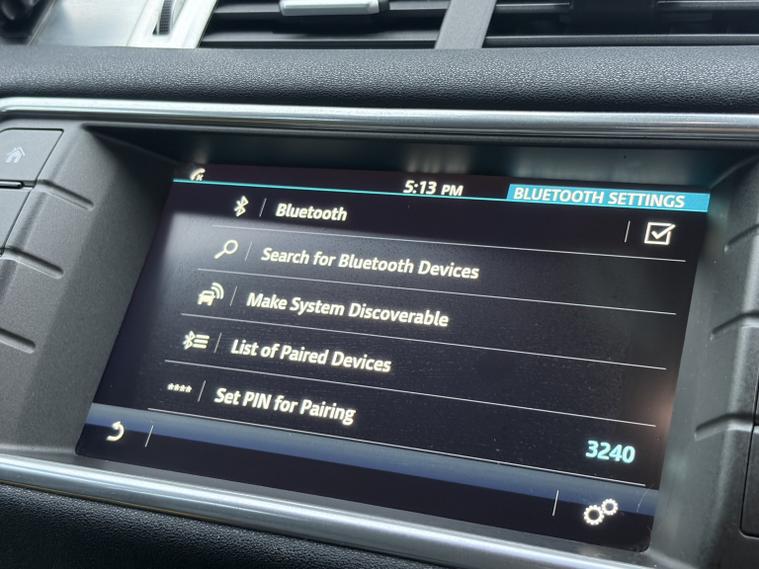 5:13 PM
BLUETOOTH SETTINGS
Bluetooth
Search for Bluetooth Devices
Make System Discoverable
List of Paired Devices
**** Set PIN for Pairing
3240